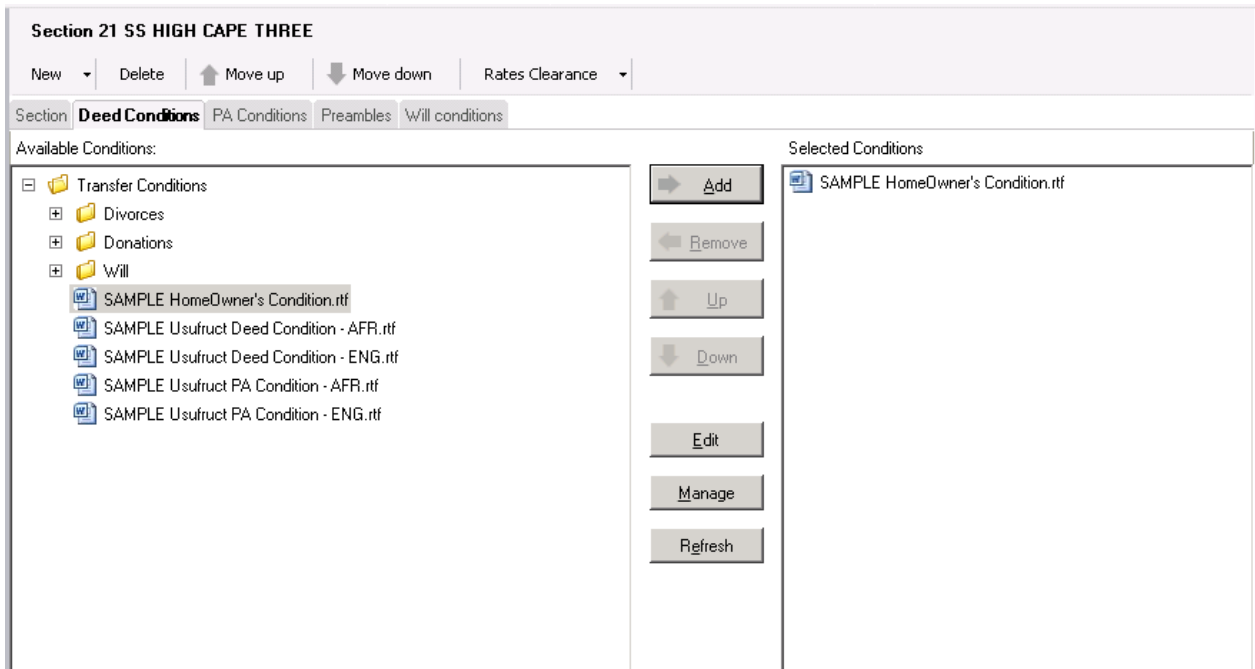 Section 21 SS HIGH CAPE THREE
New Delete Move up Move down Rates Clearance
Section Deed Conditions PA Conditions Preambles Will conditions
Available Conditions:
Transfer Conditions
Divorces
Donations
Will
SAMPLE HomeOwner's Condition.rtf
SAMPLE Usufruct Deed Condition - AFR.rtf
SAMPLE Usufruct Deed Condition - ENG.rtf
SAMPLE Usufruct PA Condition - AFR.rtf
SAMPLE Usufruct PA Condition - ENG.rtf
Add
Remove
Up
Down
Edit
Manage
Refresh
Selected Conditions
SAMPLE HomeOwner's Condition.rtf